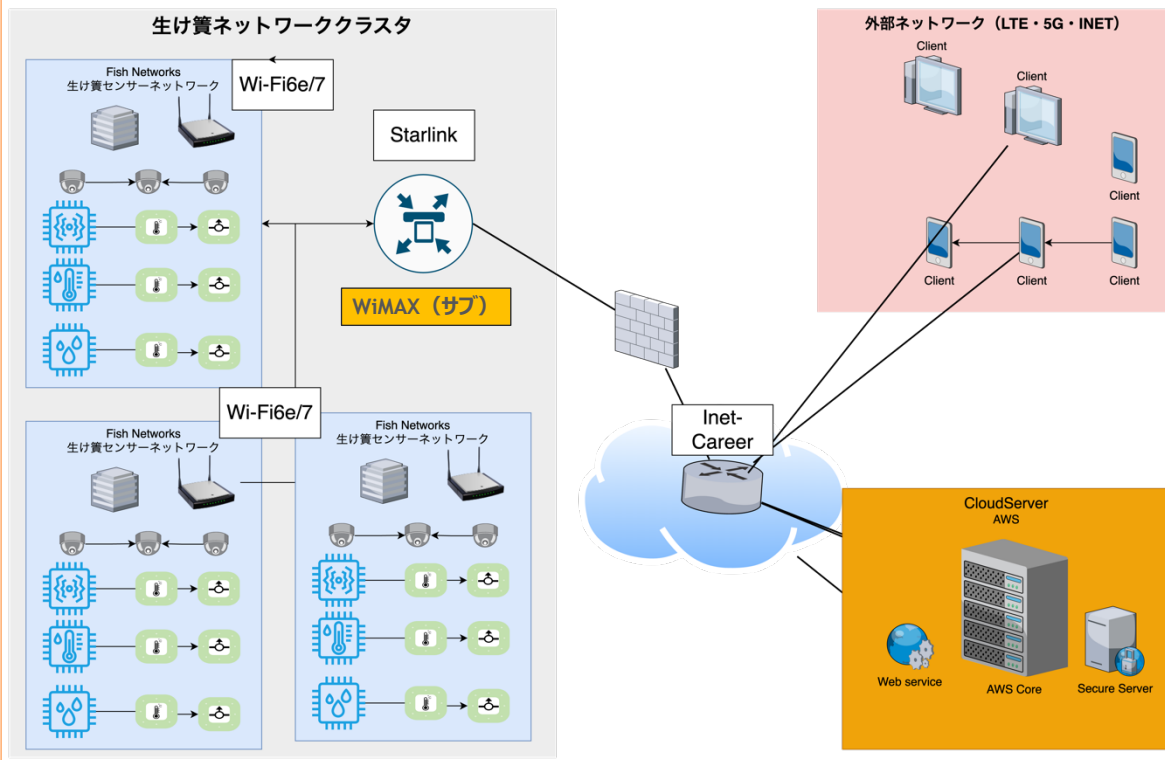 生け簀ネットワーククラスタ
Fish Networks
生け簀センサーネットワーク
Wi-Fi6e/7
Starlink
WiMAX（サブ）
Wi-Fi6e/7
Fish Networks
生け簀センサーネットワーク
Fish Networks
生け簀センサーネットワーク
外部ネットワーク（LTE・5G・INET）
Client
Client
Client
Client
Client
Client
Inet-
Career
CloudServer
AWS
Web service
AWS Core
Secure Server